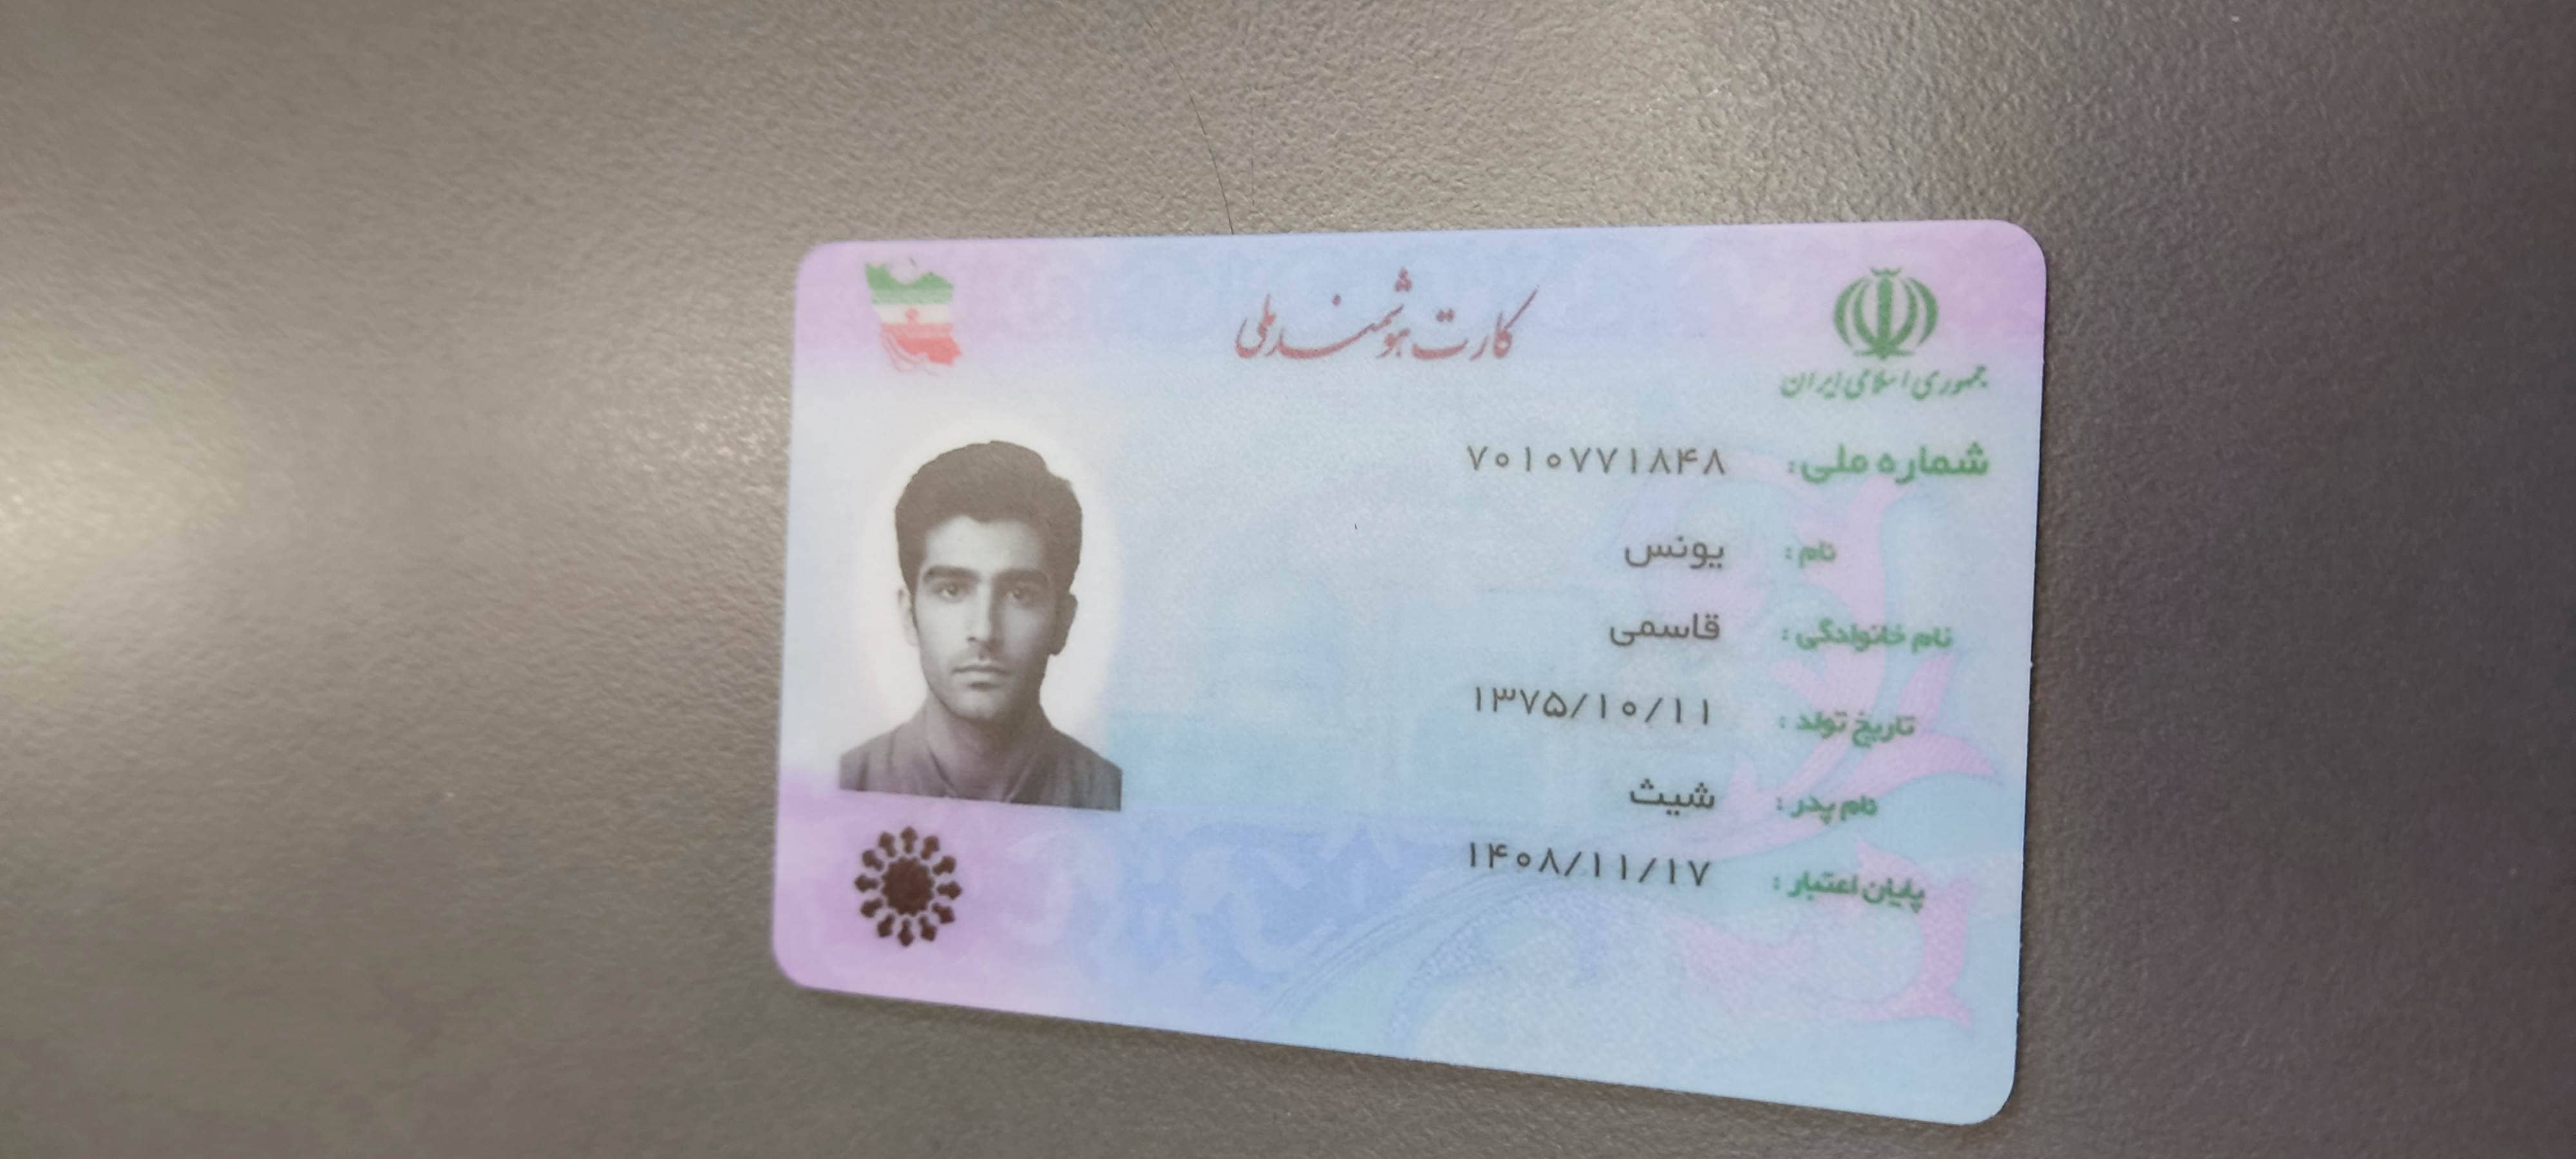 کارت هوشمند ملی
جمهوری اسلامی ایران
شماره ملی: ۷۰۱۰۷۷۱۸۴۸
نام : یونس
نام خانوادگی : قاسمی
تاریخ تولد : ۱۳۷۵/۱۰/۱۱
نام پدر : شیث
پایان اعتبار : ۱۴۰۸/۱۱/۱۷